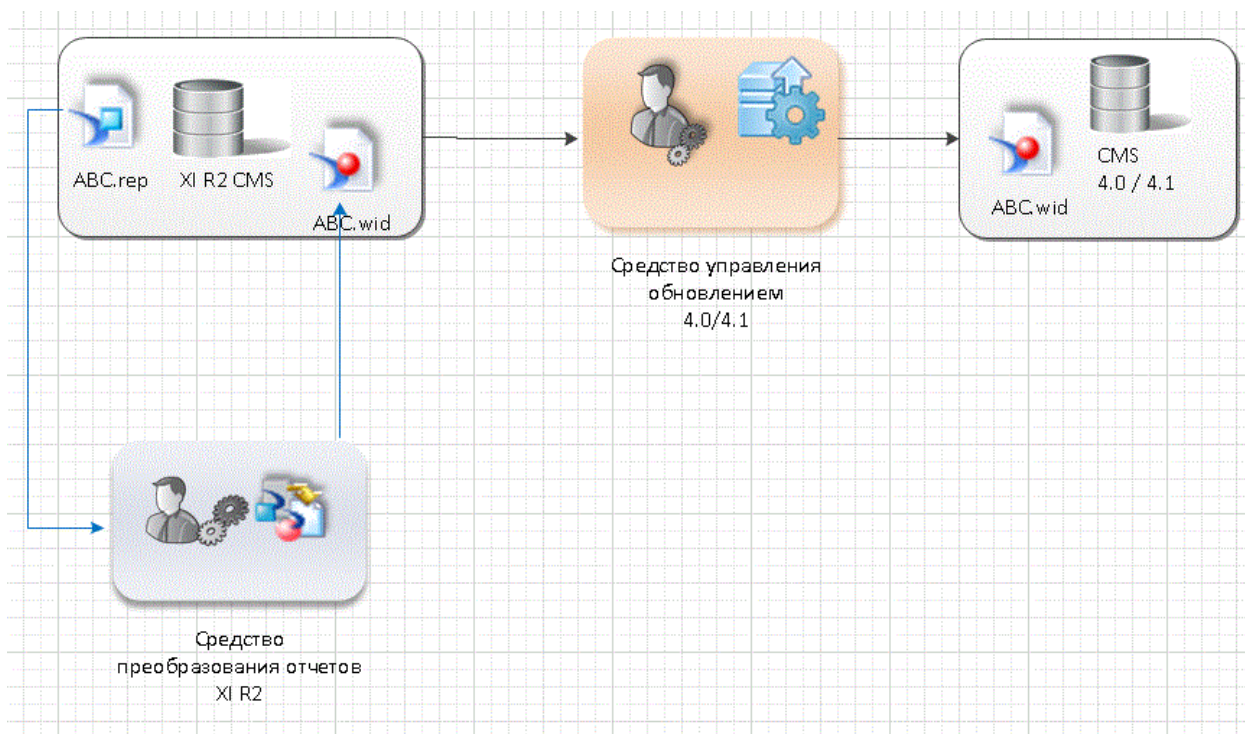 ABC.rep
XI R2 CMS
ABC.wid
Средство управления
обновлением
4.0/4.1
CMS
4.0 / 4.1
ABC.wid
Средство
преобразования отчетов
XI R2